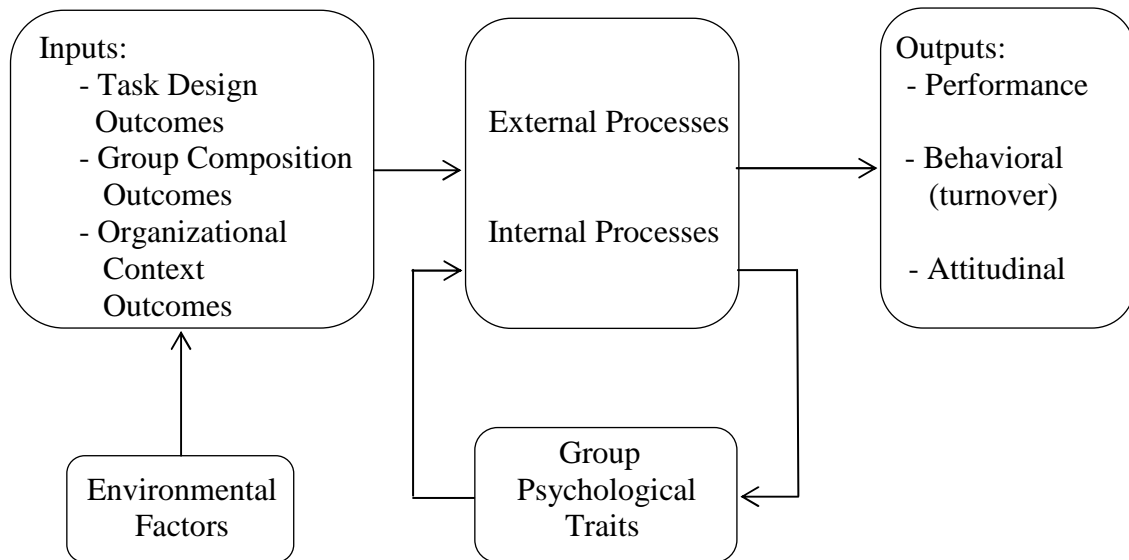 Inputs:
- Task Design
Outcomes
- Group Composition
Outcomes
- Organizational
Context
Outcomes
External Processes
Internal Processes
Outputs:
- Performance
- Behavioral
(turnover)
- Attitudinal
Environmental
Factors
Group
Psychological
Traits